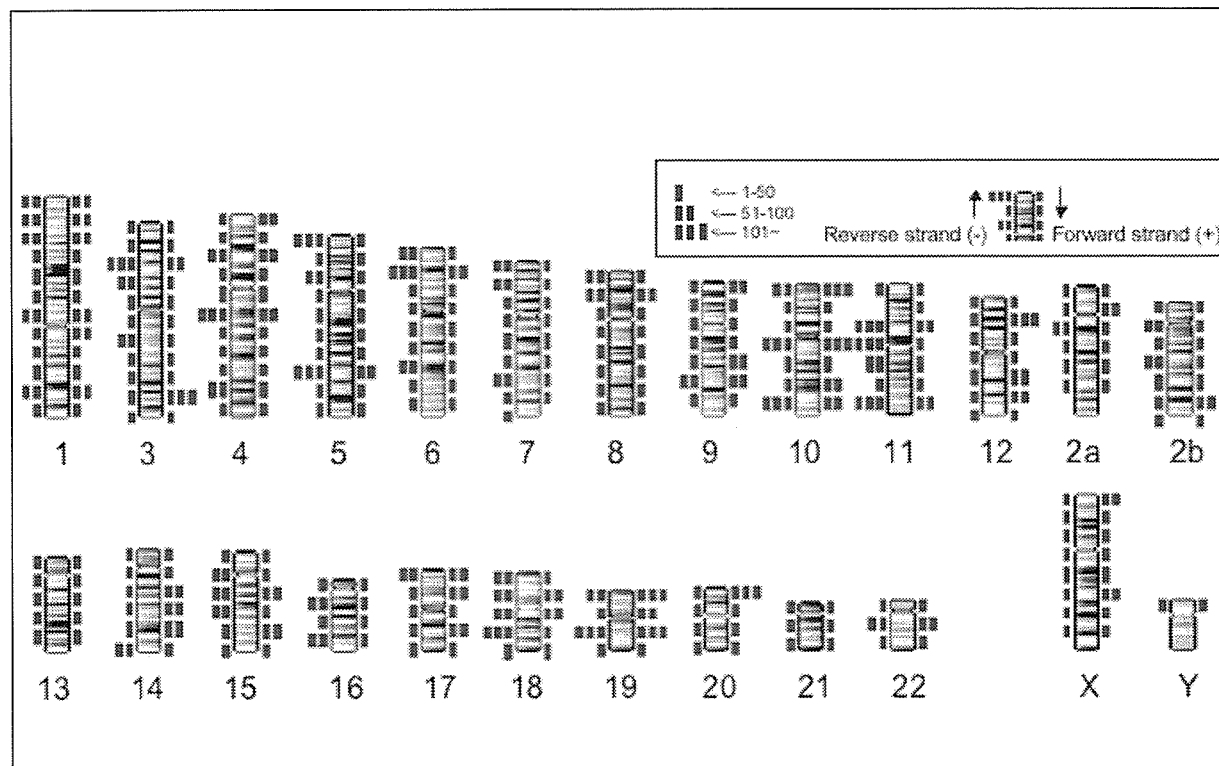 <— 1-50
<— 51-100
<— 101~
Reverse strand (-) Forward strand (+)
1 3 4 5 6 7 8 9 10 11 12 2a 2b
13 14 15 16 17 18 19 20 21 22 X Y